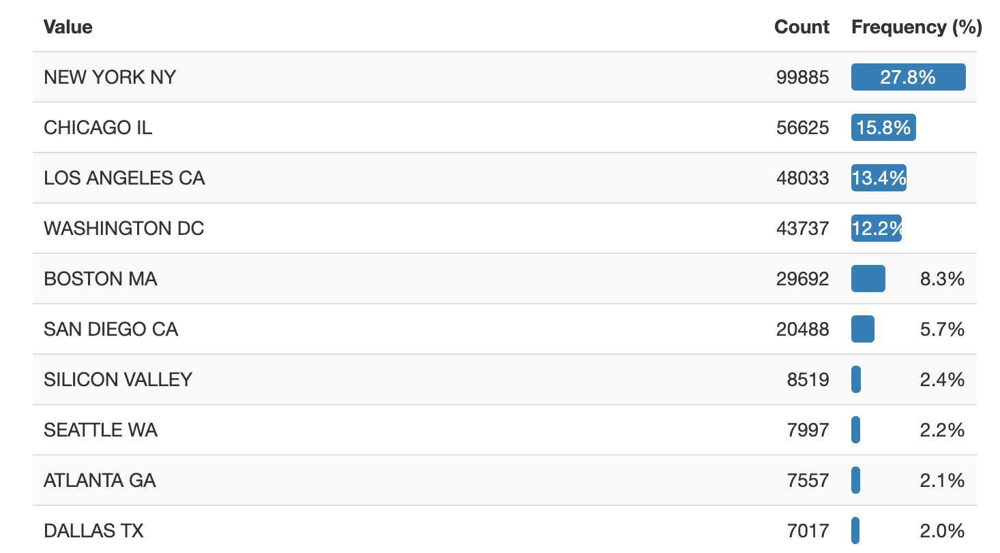 Value Count Frequency (%)
NEW YORK NY 99885 27.8%
CHICAGO IL 56625 15.8%
LOS ANGELES CA 48033 13.4%
WASHINGTON DC 43737 12.2%
BOSTON MA 29692 8.3%
SAN DIEGO CA 20488 5.7%
SILICON VALLEY 8519 2.4%
SEATTLE WA 7997 2.2%
ATLANTA GA 7557 2.1%
DALLAS TX 7017 2.0%